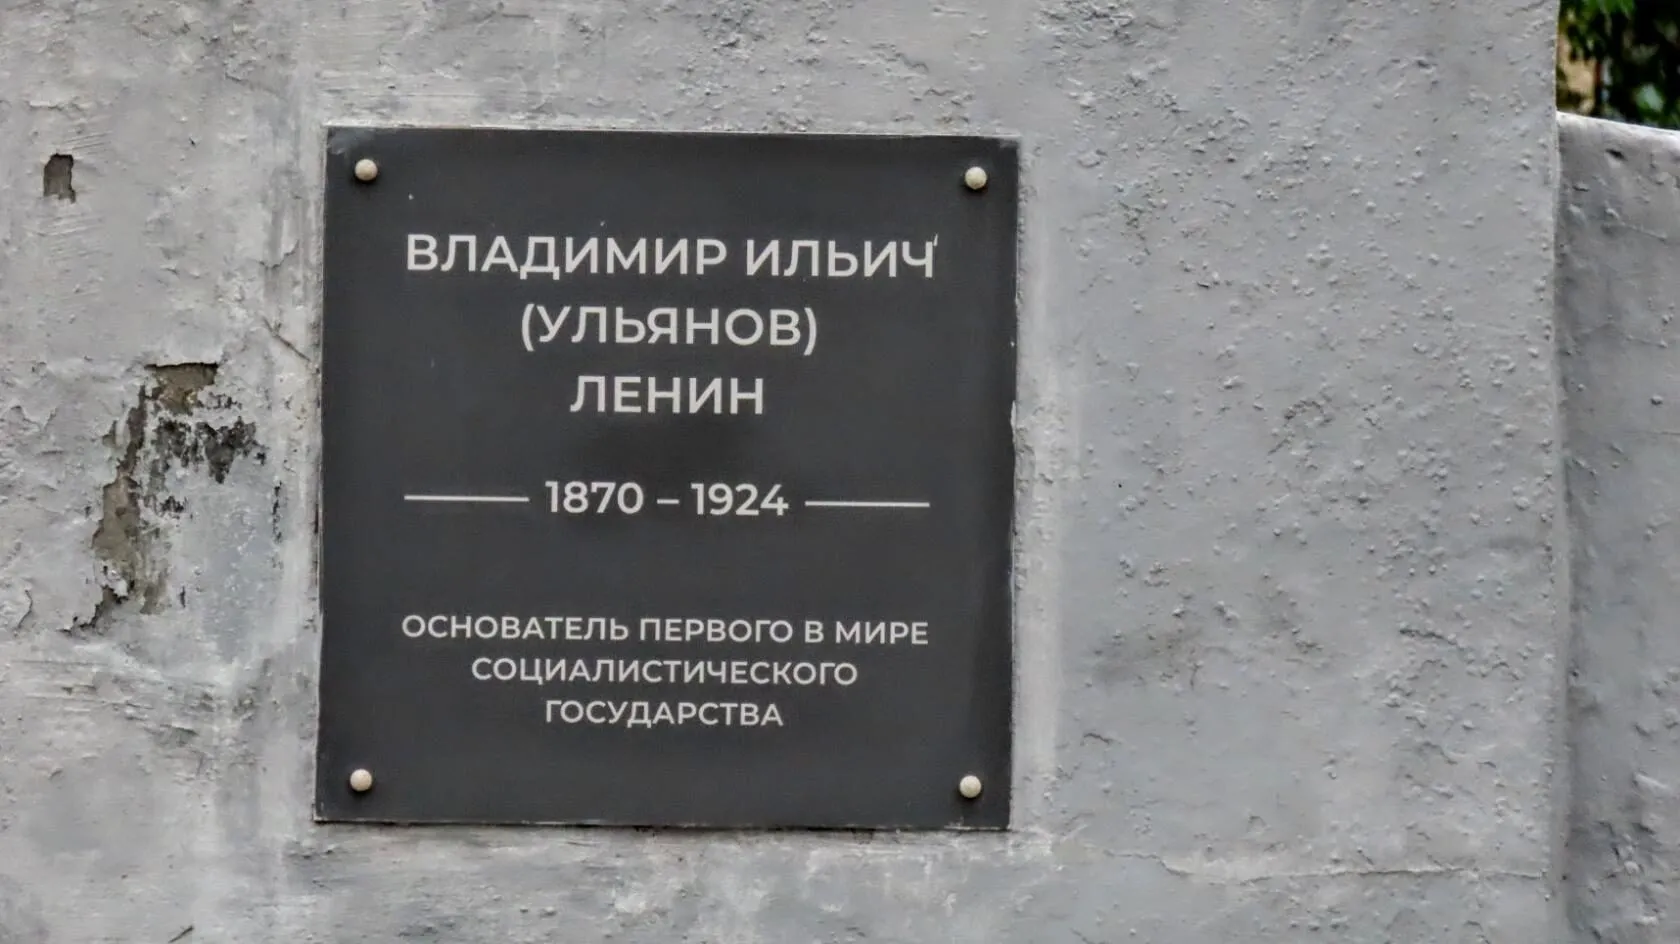 ВЛАДИМИР ИЛЬИЧ
(УЛЬЯНОВ)
ЛЕНИН
1870 – 1924
ОСНОВАТЕЛЬ ПЕРВОГО В МИРЕ
СОЦИАЛИСТИЧЕСКОГО
ГОСУДАРСТВА